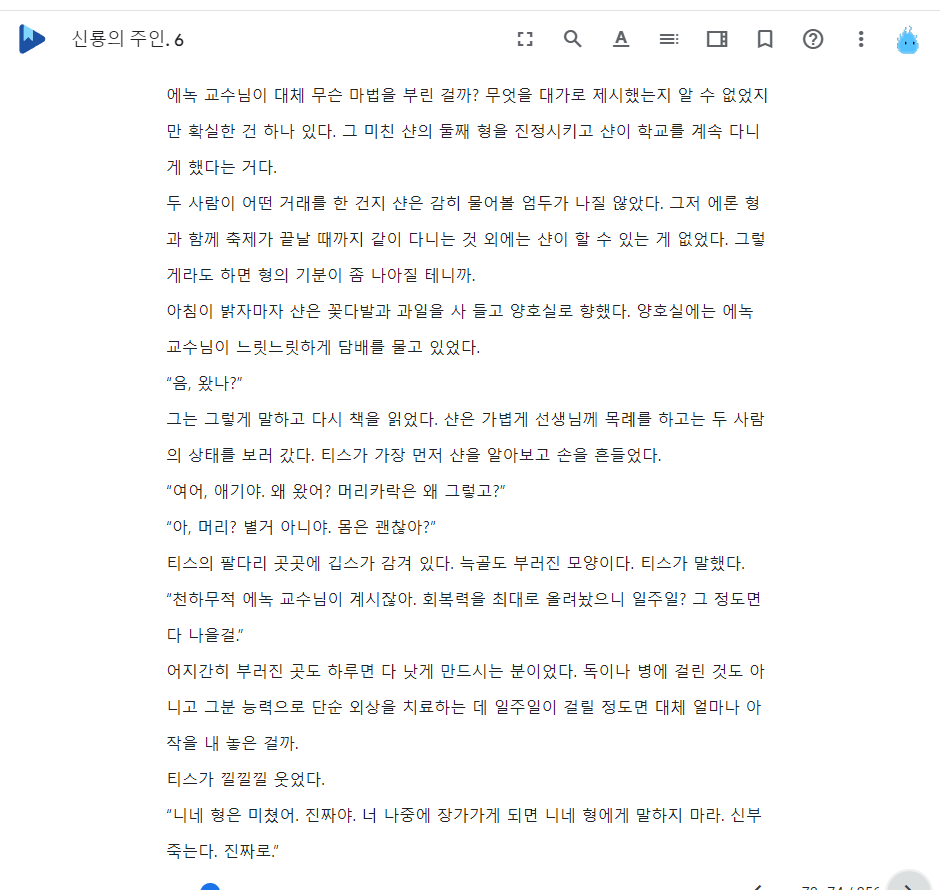 신룡의 주인. 6
에녹 교수님이 대체 무슨 마법을 부린 걸까? 무엇을 대가로 제시했는지 알 수 없었지
만 확실한 건 하나 있다. 그 미친 샨의 둘째 형을 진정시키고 샨이 학교를 계속 다니
게 했다는 거다.
두 사람이 어떤 거래를 한 건지 샨은 감히 물어볼 엄두가 나질 않았다. 그저 에론 형
과 함께 축제가 끝날 때까지 같이 다니는 것 외에는 샨이 할 수 있는 게 없었다. 그렇
게라도 하면 형의 기분이 좀 나아질 테니까.
아침이 밝자마자 샨은 꽃다발과 과일을 사 들고 양호실로 향했다. 양호실에는 에녹
교수님이 느릿느릿하게 담배를 물고 있었다.
“음, 왔나?”
그는 그렇게 말하고 다시 책을 읽었다. 샨은 가볍게 선생님께 목례를 하고는 두 사람
의 상태를 보러 갔다. 티스가 가장 먼저 샨을 알아보고 손을 흔들었다.
“여어, 애기야. 왜 왔어? 머리카락은 왜 그렇고?”
“아, 머리? 별거 아니야. 몸은 괜찮아?”
티스의 팔다리 곳곳에 깁스가 감겨 있다. 늑골도 부러진 모양이다. 티스가 말했다.
“천하무적 에녹 교수님이 계시잖아. 회복력을 최대로 올려놨으니 일주일? 그 정도면
다 나을걸.”
어지간히 부러진 곳도 하루면 다 낫게 만드시는 분이었다. 독이나 병에 걸린 것도 아
니고 그분 능력으로 단순 외상을 치료하는 데 일주일이 걸릴 정도면 대체 얼마나 아
작을 내 놓은 걸까.
티스가 낄낄낄 웃었다.
“니네 형은 미쳤어. 진짜야. 너 나중에 장가가게 되면 니네 형에게 말하지 마라. 신부
죽는다. 진짜로.”